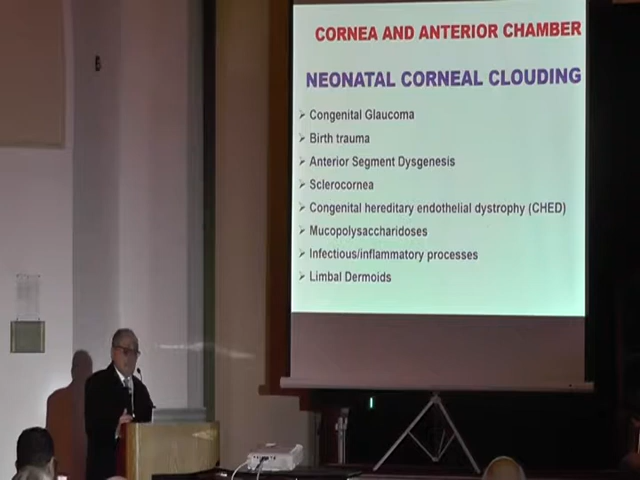 CORNEA AND ANTERIOR CHAMBER
NEONATAL CORNEAL CLOUDING
➢ Congenital Glaucoma
➢ Birth trauma
➢ Anterior Segment Dysgenesis
➢ Sclerocornea
➢ Congenital hereditary endothelial dystrophy (CHED)
➢ Mucopolysaccharidoses
➢ Infectious/inflammatory processes
➢ Limbal Dermoids